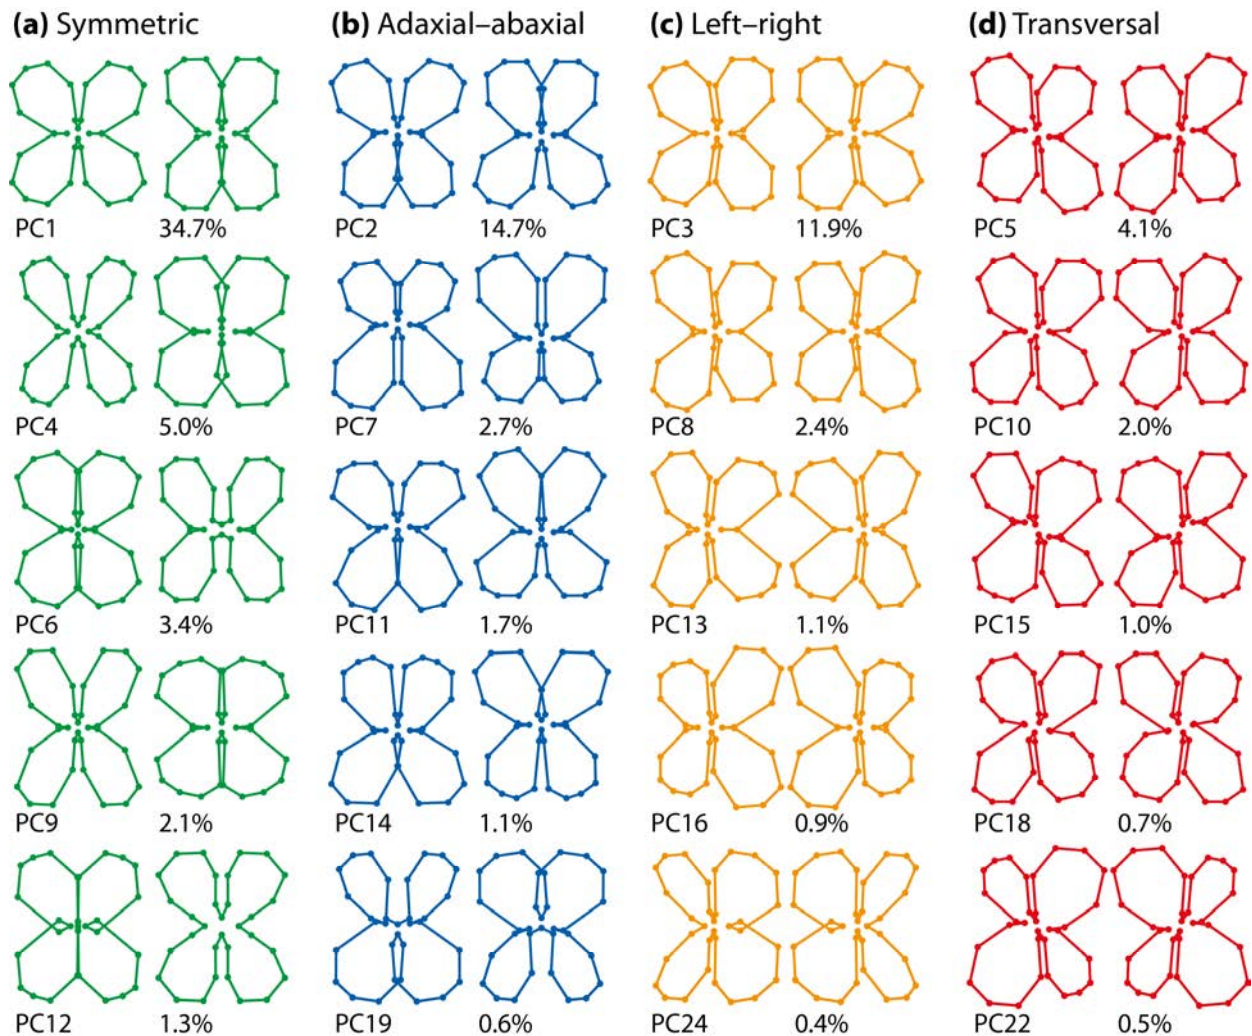 (a) Symmetric (b) Adaxial–abaxial (c) Left–right (d) Transversal
PC1 34.7% PC2 14.7% PC3 11.9% PC5 4.1%
PC4 5.0% PC7 2.7% PC8 2.4% PC10 2.0%
PC6 3.4% PC11 1.7% PC13 1.1% PC15 1.0%
PC9 2.1% PC14 1.1% PC16 0.9% PC18 0.7%
PC12 1.3% PC19 0.6% PC24 0.4% PC22 0.5%